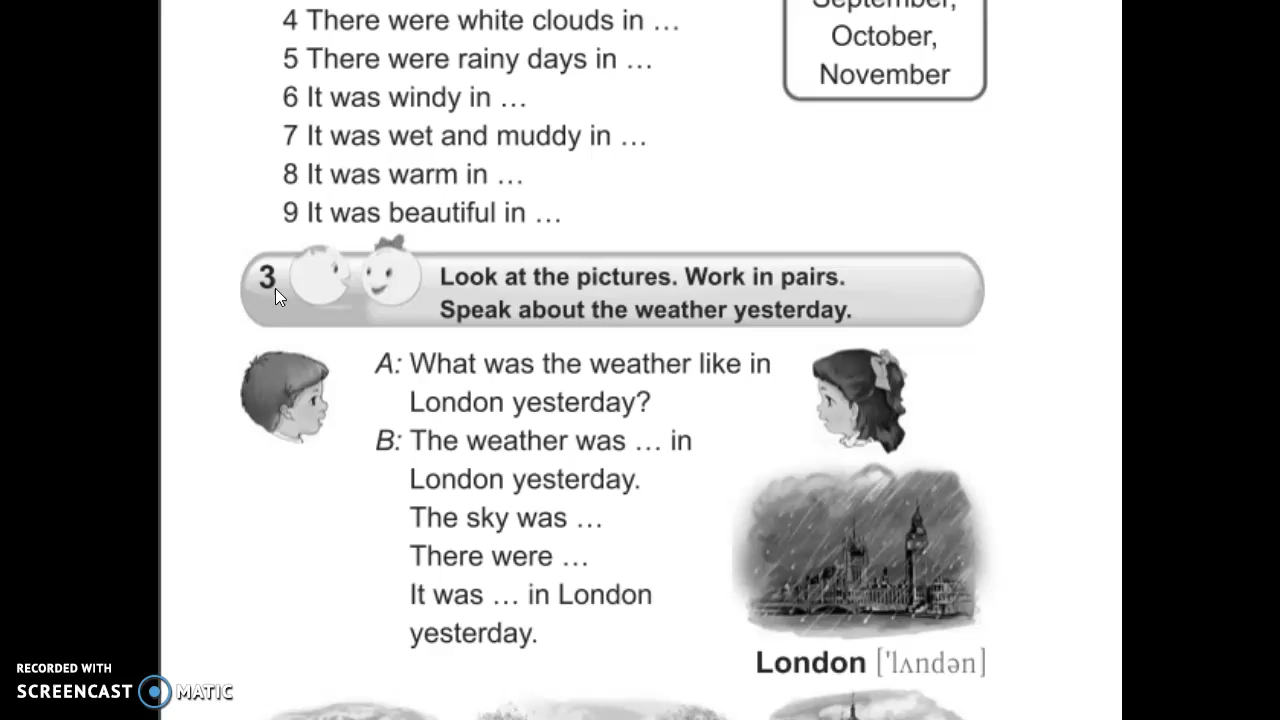 4 There were white clouds in …
5 There were rainy days in …
6 It was windy in …
7 It was wet and muddy in …
8 It was warm in …
9 It was beautiful in …
September,
October,
November
3
Look at the pictures. Work in pairs.
Speak about the weather yesterday.
A: What was the weather like in
London yesterday?
B: The weather was … in
London yesterday.
The sky was …
There were …
It was … in London
yesterday.
London ['lʌndən]
RECORDED WITH
SCREENCAST MATIC